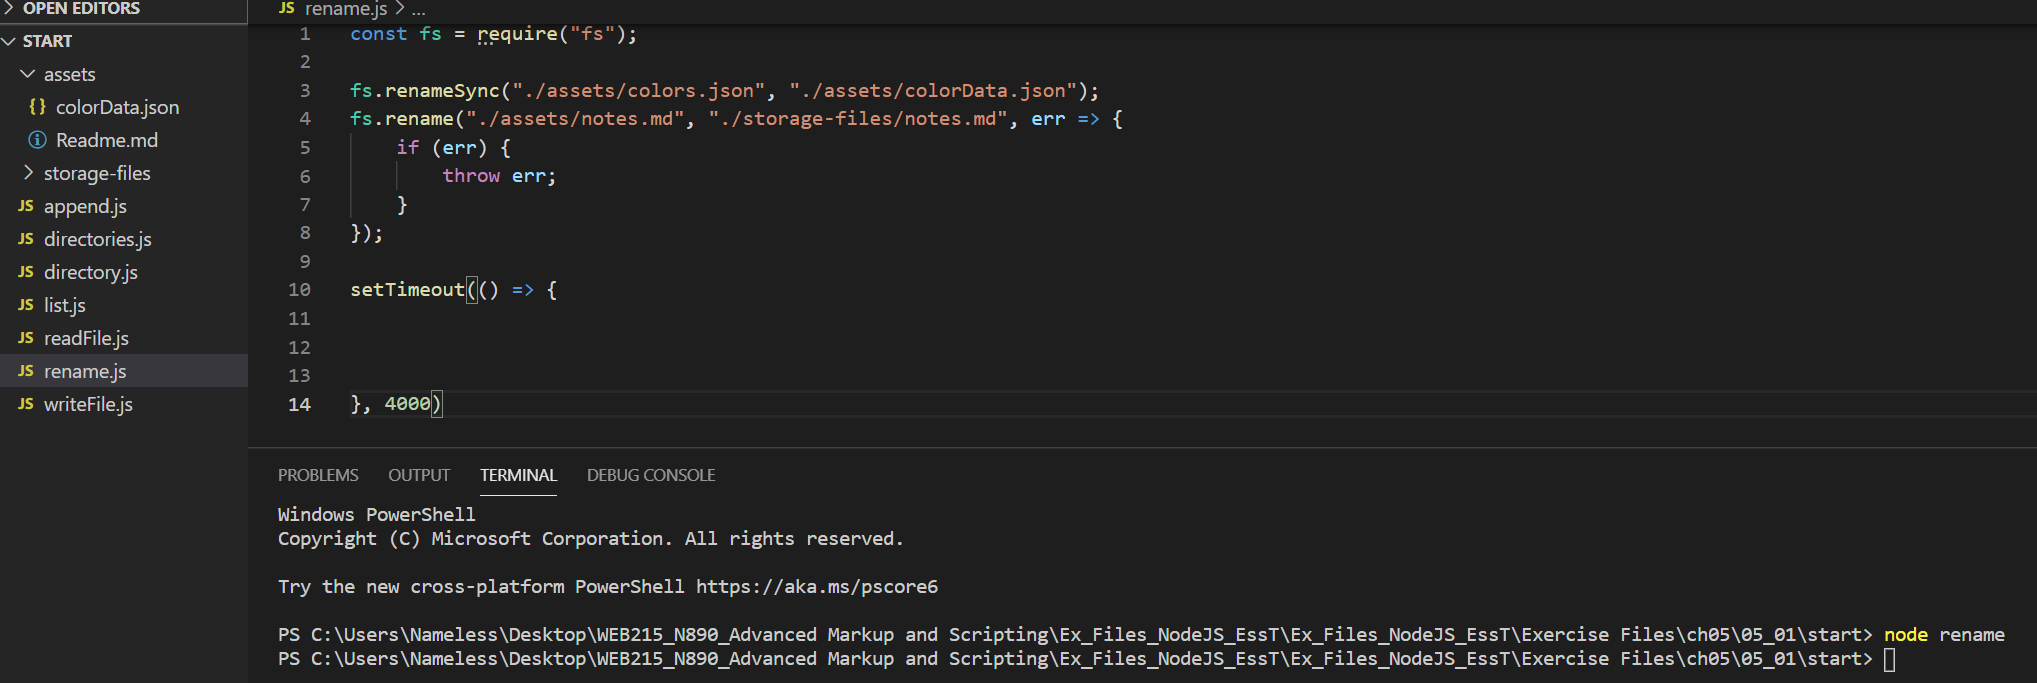 OPEN EDITORS
START
assets
{} colorData.json
Readme.md
storage-files
JS append.js
JS directories.js
JS directory.js
JS list.js
JS readFile.js
JS rename.js
JS writeFile.js
JS rename.js > ...
1 const fs = require("fs");
2
3 fs.renameSync("./assets/colors.json", "./assets/colorData.json");
4 fs.rename("./assets/notes.md", "./storage-files/notes.md", err => {
5     if (err) {
6         throw err;
7     }
8 });
9
10 setTimeout(() => {
11
12
13
14 }, 4000)
PROBLEMS OUTPUT TERMINAL DEBUG CONSOLE
Windows PowerShell
Copyright (C) Microsoft Corporation. All rights reserved.
Try the new cross-platform PowerShell https://aka.ms/pscore6
PS C:\Users\Nameless\Desktop\WEB215_N890_Advanced Markup and Scripting\Ex_Files_NodeJS_EssT\Ex_Files_NodeJS_EssT\Exercise Files\ch05\05_01\start> node rename
PS C:\Users\Nameless\Desktop\WEB215_N890_Advanced Markup and Scripting\Ex_Files_NodeJS_EssT\Ex_Files_NodeJS_EssT\Exercise Files\ch05\05_01\start>